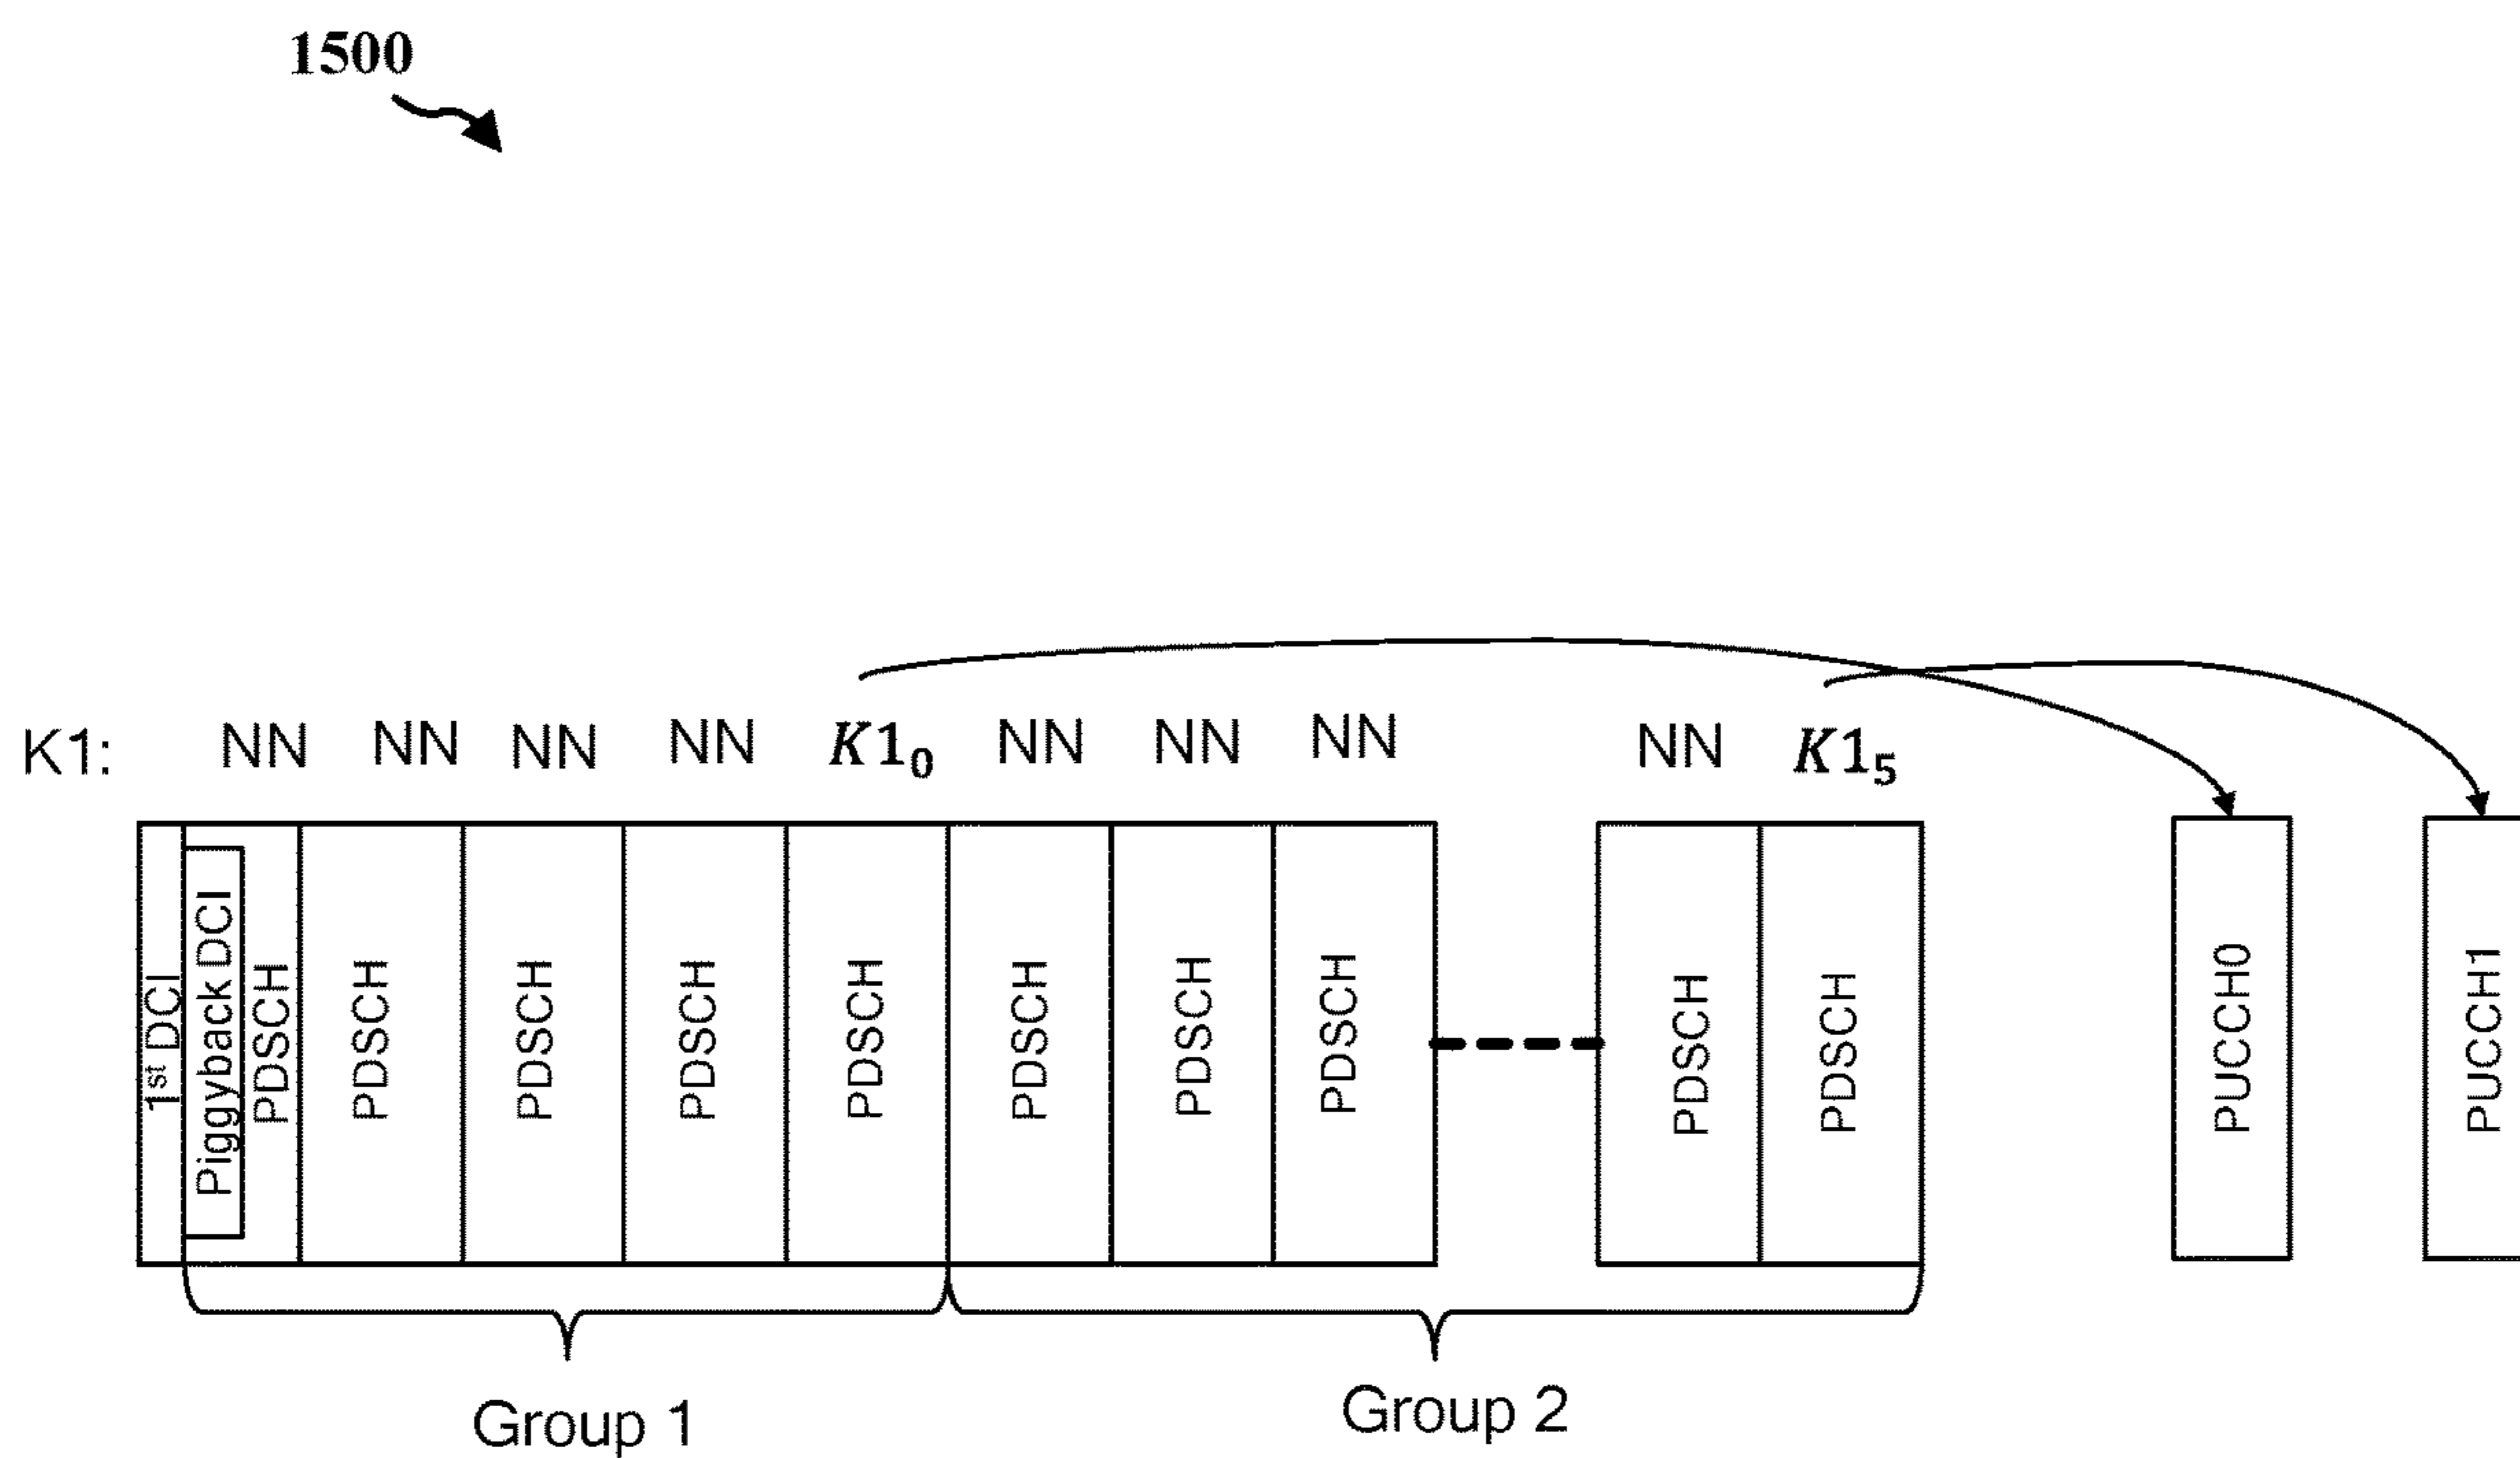 1500
K1: NN NN NN NN K1₀ NN NN NN NN K1₅
1st DCI
Piggyback DCI
PDSCH
PDSCH
PDSCH
PDSCH
PDSCH
PDSCH
PDSCH
PDSCH
PDSCH
PDSCH
PUCCH0
PUCCH1
Group 1
Group 2